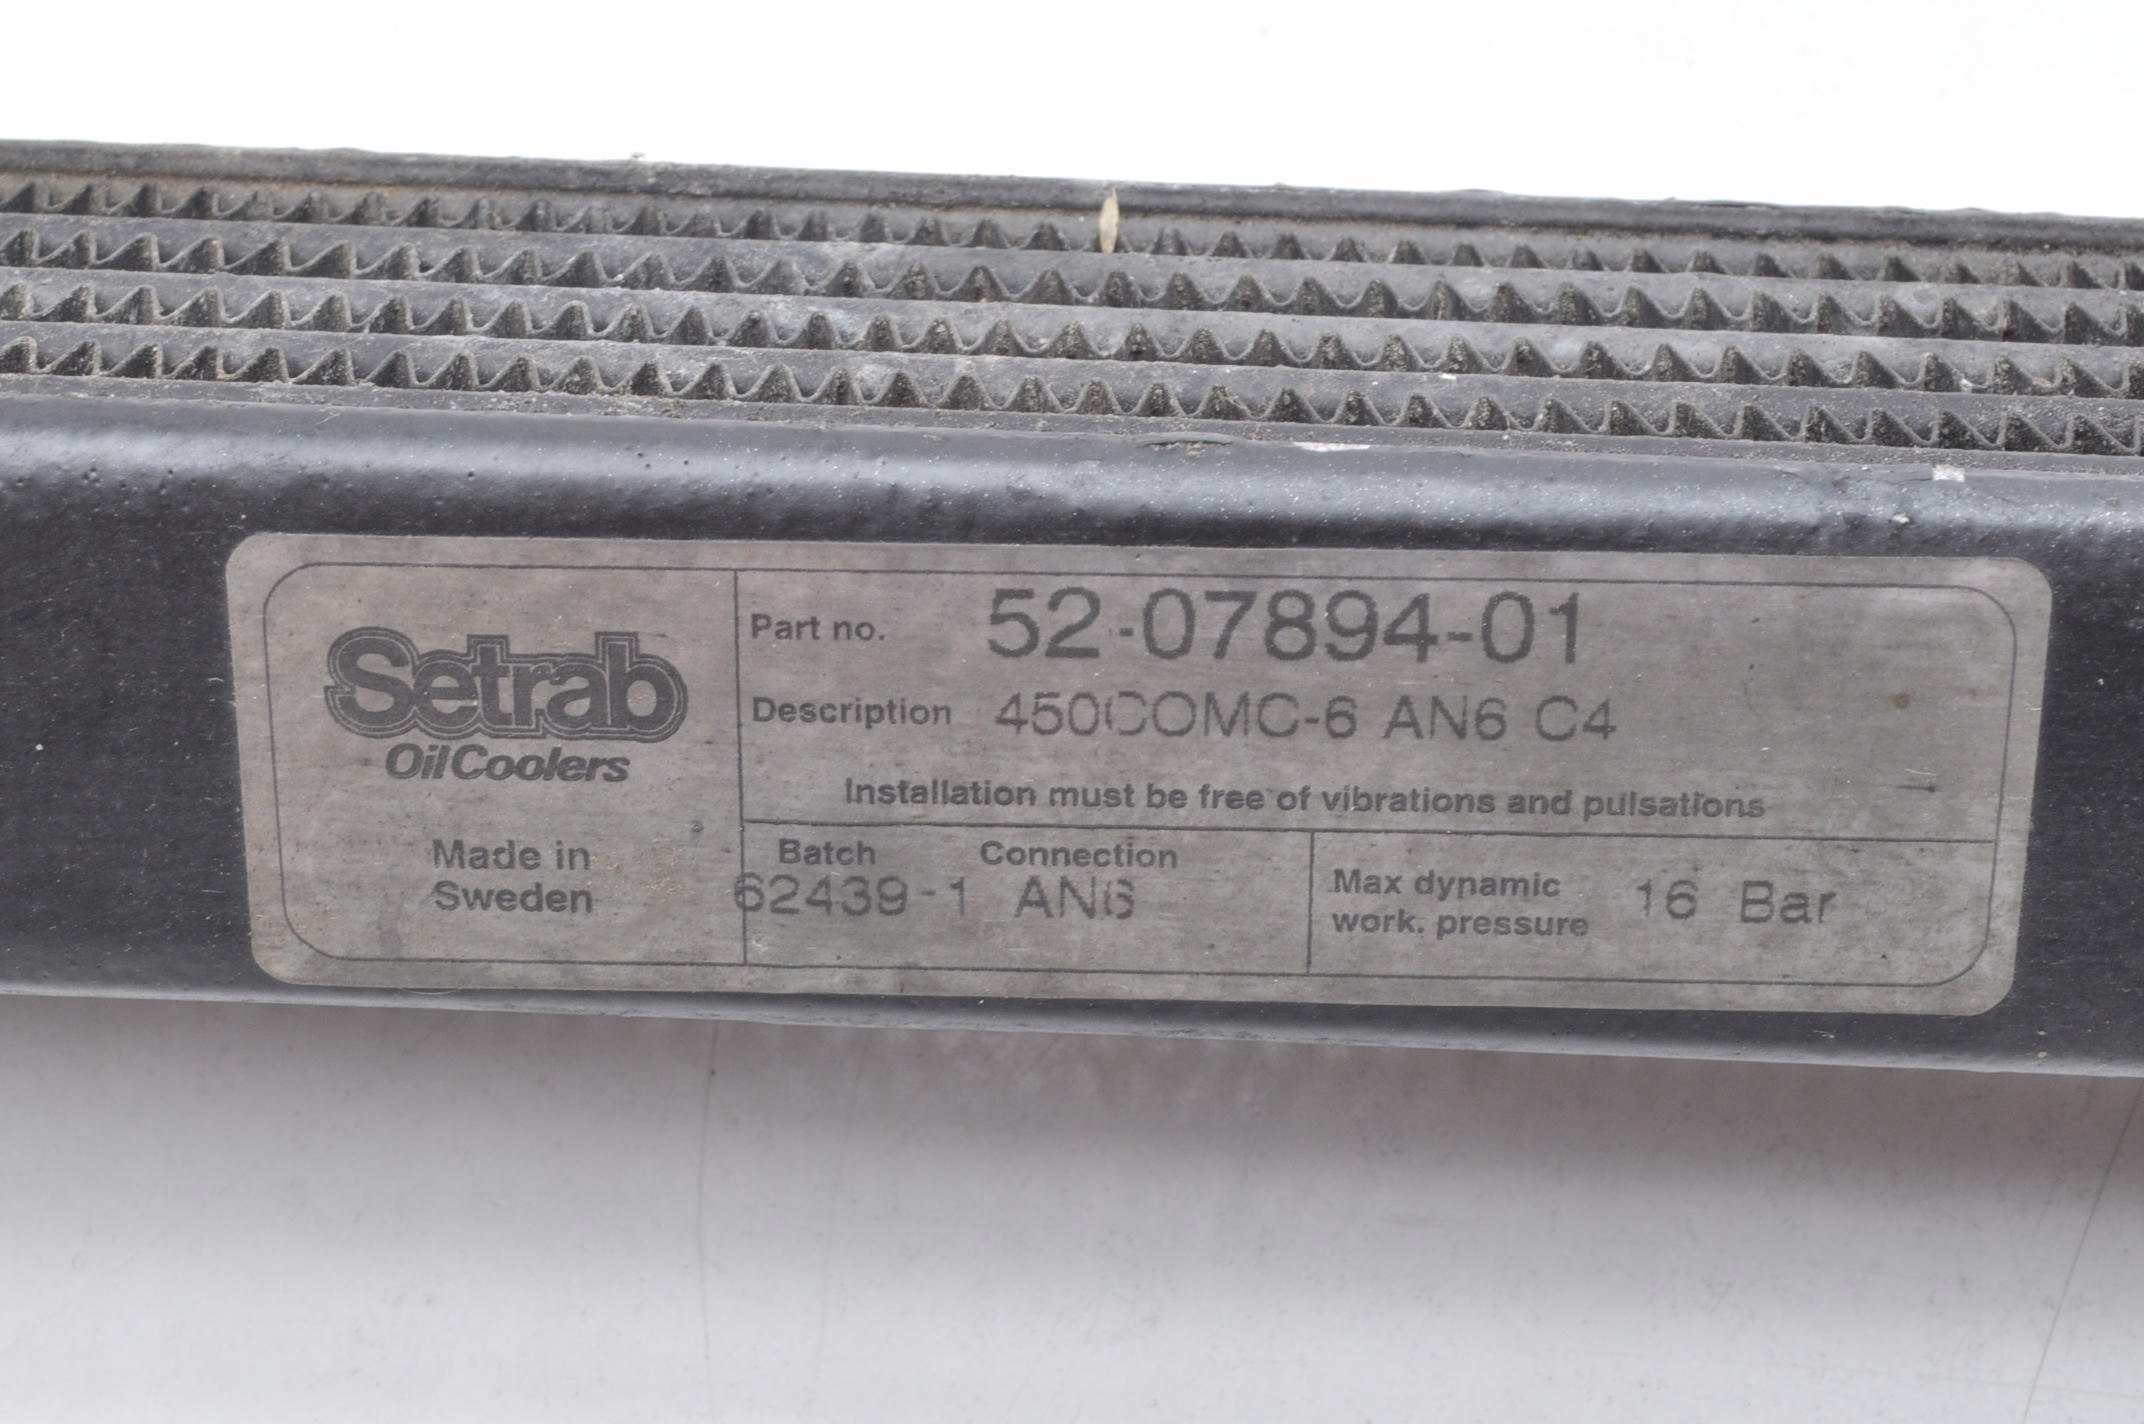 Setrab
OilCoolers
Made in
Sweden
Part no. 52-07894-01
Description 450COMC-6 AN6 C4
Installation must be free of vibrations and pulsations
Batch Connection
62439-1 AN6
Max dynamic
work. pressure 16 Bar